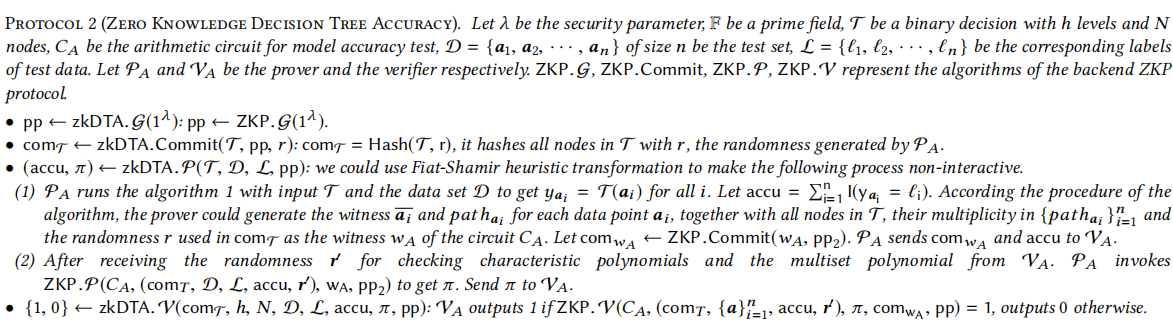 PROTOCOL 2 (ZERO KNOWLEDGE DECISION TREE ACCURACY). Let λ be the security parameter, 𝔽 be a prime field, 𝒯 be a binary decision with h levels and N
nodes, C_A be the arithmetic circuit for model accuracy test, 𝒟 = {a₁, a₂, ⋯ , aₙ} of size n be the test set, ℒ = {ℓ₁, ℓ₂, ⋯ , ℓₙ} be the corresponding labels
of test data. Let 𝒫_A and 𝒱_A be the prover and the verifier respectively. ZKP.𝒢, ZKP.Commit, ZKP.𝒫, ZKP.𝒱 represent the algorithms of the backend ZKP
protocol.
• pp ← zkDTA.𝒢(1^λ): pp ← ZKP.𝒢(1^λ).
• com_𝒯 ← zkDTA.Commit(𝒯, pp, r): com_𝒯 = Hash(𝒯, r), it hashes all nodes in 𝒯 with r, the randomness generated by 𝒫_A.
• (accu, π) ← zkDTA.𝒫(𝒯, 𝒟, ℒ, pp): we could use Fiat-Shamir heuristic transformation to make the following process non-interactive.
(1) 𝒫_A runs the algorithm 1 with input 𝒯 and the data set 𝒟 to get y_{a_i} = 𝒯(a_i) for all i. Let accu = ∑_{i=1}^n I(y_{a_i} = ℓ_i). According to the procedure of the
algorithm, the prover could generate the witness \overline{a_i} and path_{a_i} for each data point a_i, together with all nodes in 𝒯, their multiplicity in {path_{a_i}}_{i=1}^n and
the randomness r used in com_𝒯 as the witness w_A of the circuit C_A. Let com_{w_A} ← ZKP.Commit(w_A, pp₂). 𝒫_A sends com_{w_A} and accu to 𝒱_A.
(2) After receiving the randomness r′ for checking characteristic polynomials and the multiset polynomial from 𝒱_A. 𝒫_A invokes
ZKP.𝒫(C_A, (com_T, 𝒟, ℒ, accu, r′), w_A, pp₂) to get π. Send π to 𝒱_A.
• {1, 0} ← zkDTA.𝒱(com_𝒯, h, N, 𝒟, ℒ, accu, π, pp): 𝒱_A outputs 1 if ZKP.𝒱(C_A, (com_T, {a}_{i=1}^n, accu, r′), π, com_{w_A}, pp) = 1, outputs 0 otherwise.